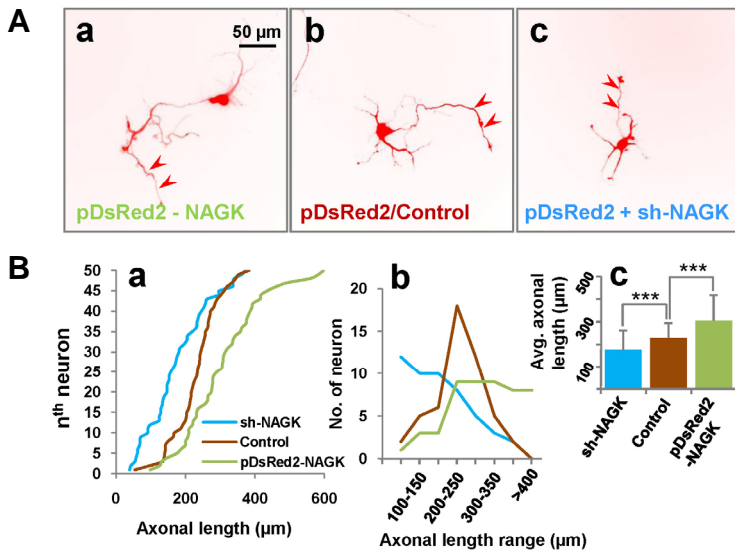 A
a
50 µm
pDsRed2 - NAGK
b
pDsRed2/Control
c
pDsRed2 + sh-NAGK
B
a
nth neuron
50
45
40
35
30
25
20
15
10
5
0
0 200 400 600
Axonal length (µm)
sh-NAGK
Control
pDsRed2-NAGK
b
No. of neuron
20
15
10
5
0
100-150
200-250
300-350
>400
Axonal length range (µm)
c
Avg. axonal
length (µm)
500
300
100
***
***
sh-NAGK
Control
pDsRed2
-NAGK